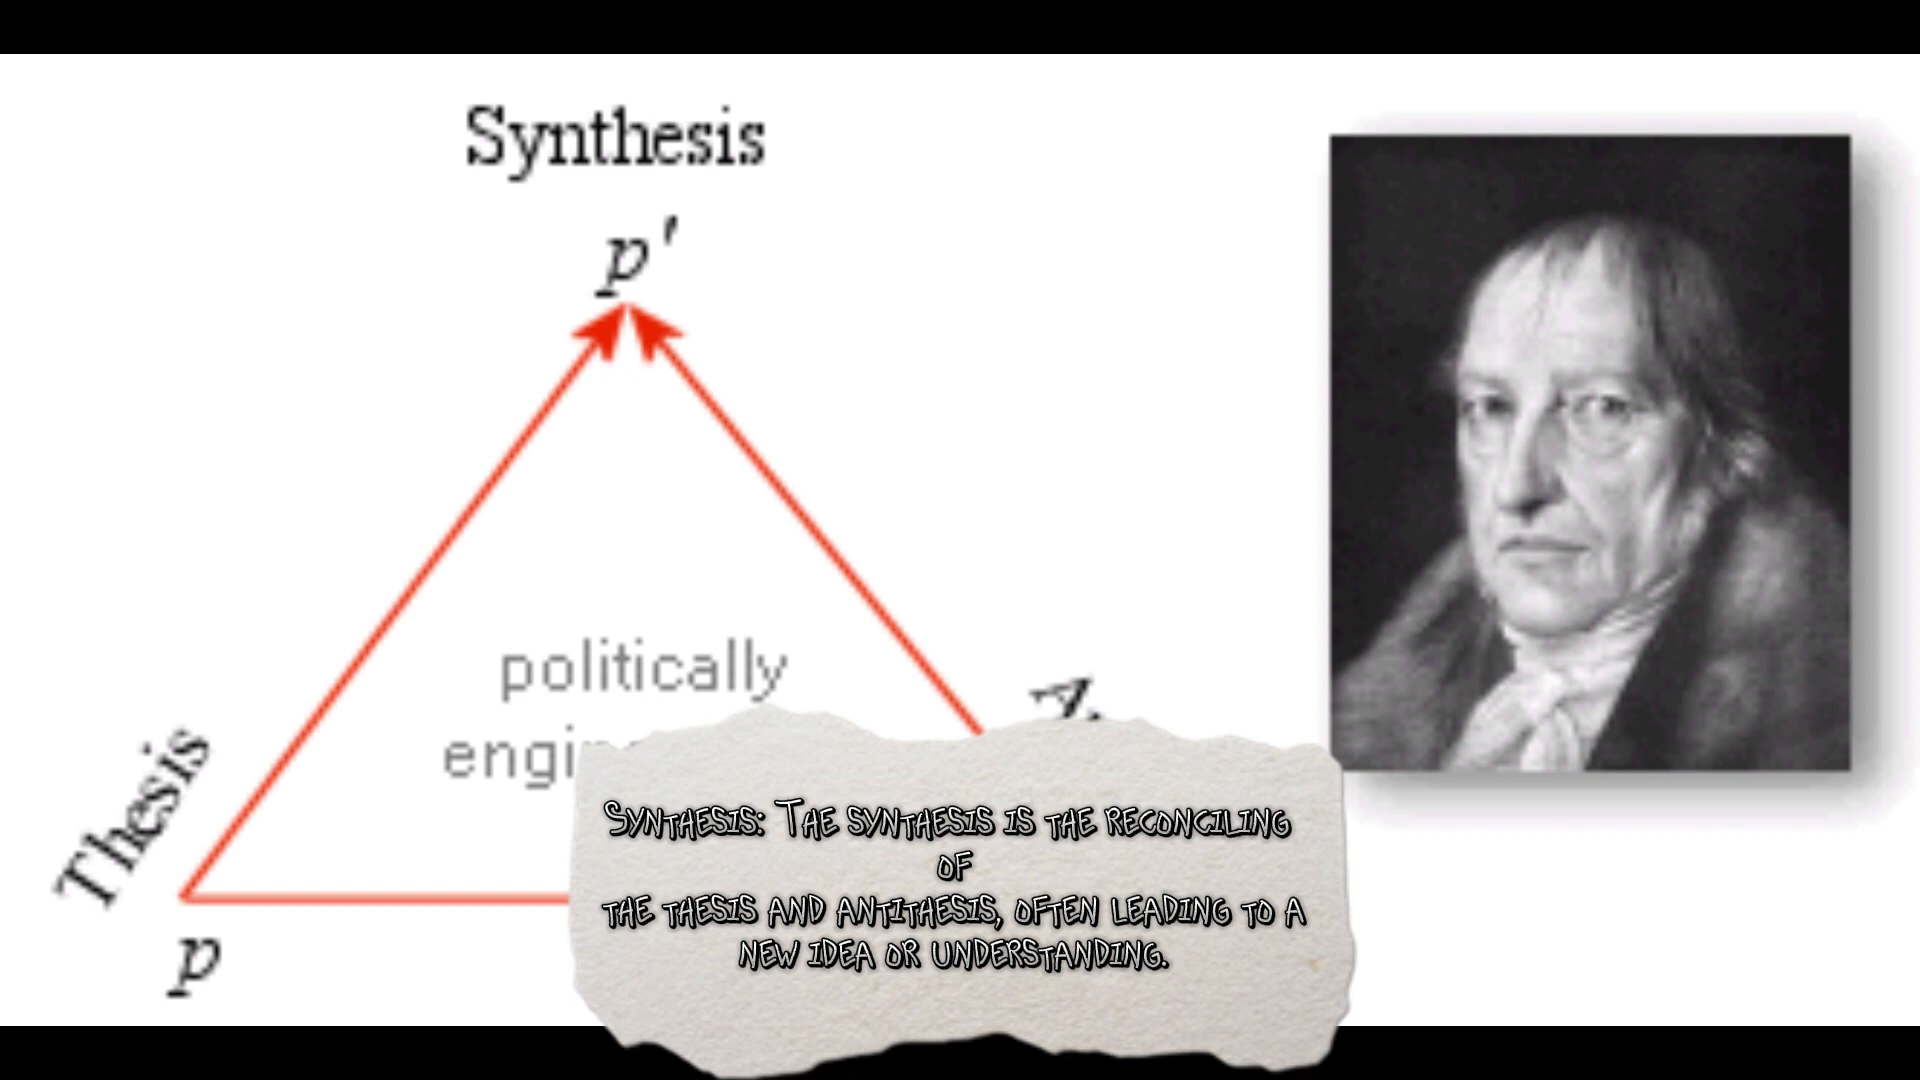 Synthesis
p'
politically
Thesis
p
Synthesis: The synthesis is the reconciling
of
the thesis and antithesis, often leading to a
new idea or understanding.